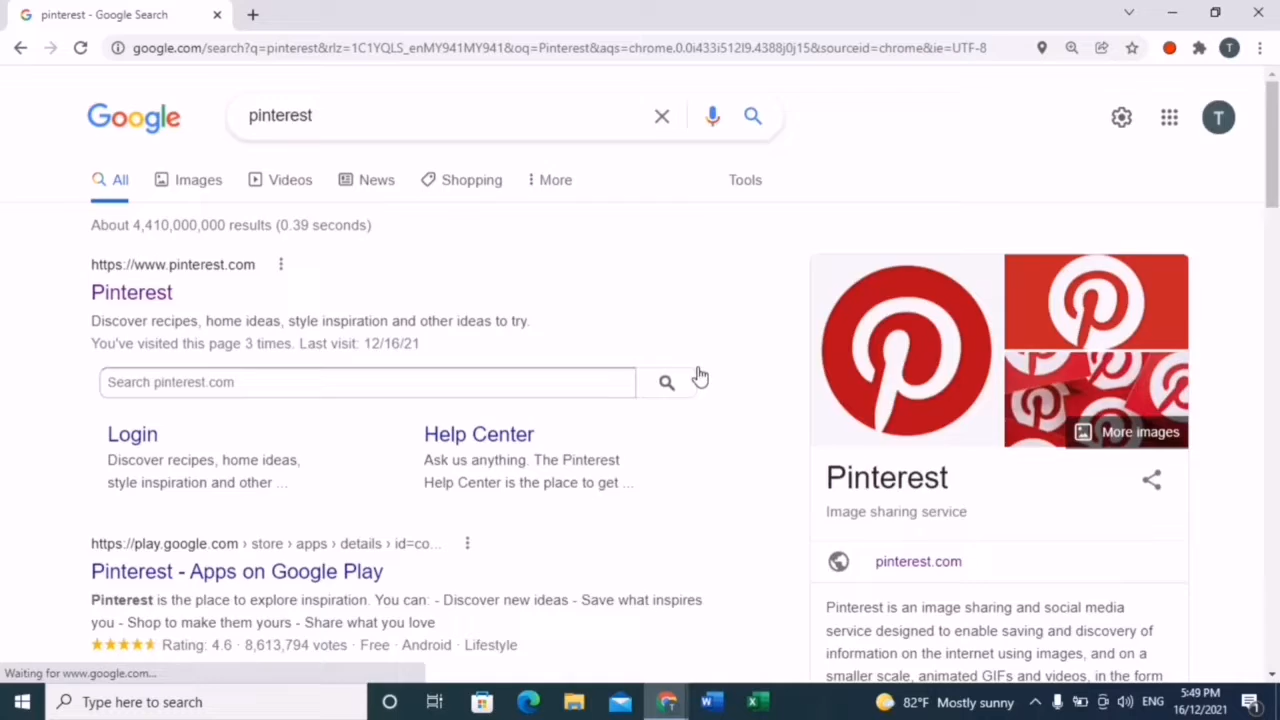 pinterest - Google Search
google.com/search?q=pinterest&rlz=1C1YQLS_enMY941MY941&oq=Pinterest&aqs=chrome.0.0i433i512l9.4388j0j15&sourceid=chrome&ie=UTF-8
T
Google
pinterest
T
All
Images
Videos
News
Shopping
More
Tools
About 4,410,000,000 results (0.39 seconds)
https://www.pinterest.com
Pinterest
Discover recipes, home ideas, style inspiration and other ideas to try.
You've visited this page 3 times. Last visit: 12/16/21
Search pinterest.com
Login
Discover recipes, home ideas,
style inspiration and other ...
Help Center
Ask us anything. The Pinterest
Help Center is the place to get ...
https://play.google.com › store › apps › details › id=co...
Pinterest - Apps on Google Play
Pinterest is the place to explore inspiration. You can: - Discover new ideas - Save what inspires
you - Shop to make them yours - Share what you love
Rating: 4.6 · 8,613,794 votes · Free · Android · Lifestyle
More images
Pinterest
Image sharing service
pinterest.com
Pinterest is an image sharing and social media
service designed to enable saving and discovery of
information on the internet using images, and on a
smaller scale, animated GIFs and videos, in the form
Waiting for www.google.com...
Type here to search
82°F Mostly sunny
ENG
5:49 PM
16/12/2021
1